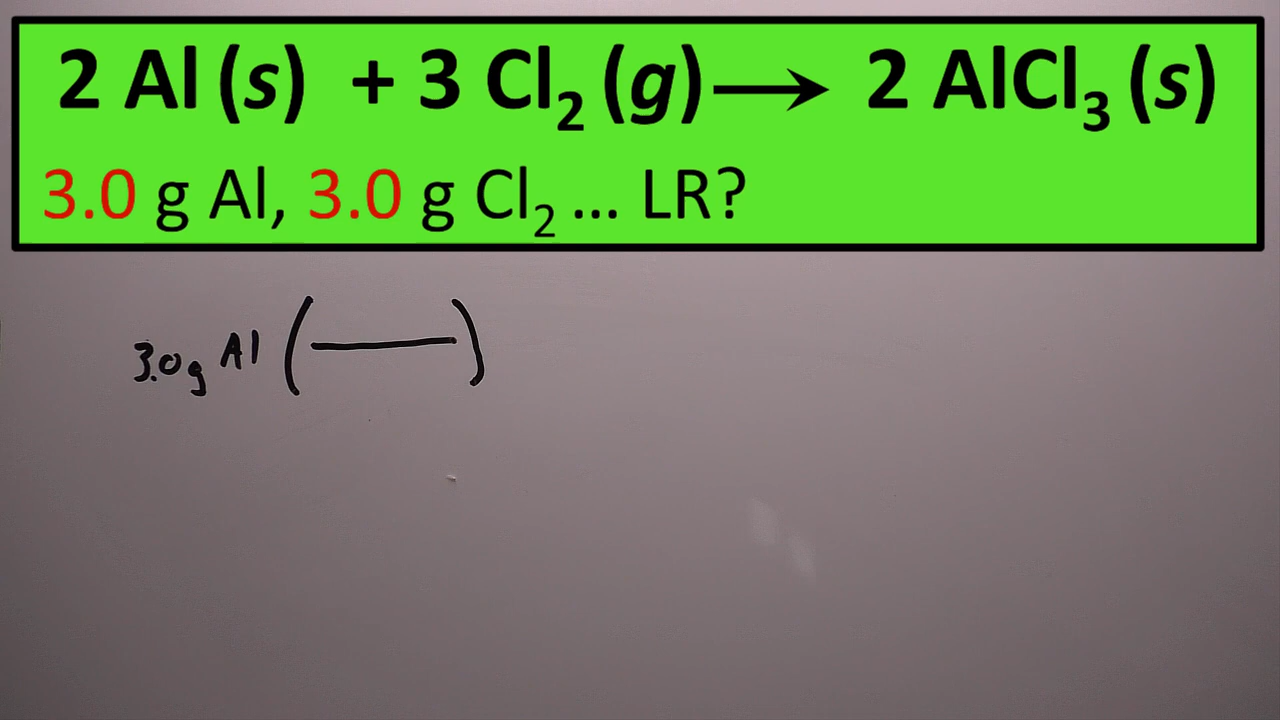 2 Al (s) + 3 Cl₂ (g) → 2 AlCl₃ (s)
3.0 g Al, 3.0 g Cl₂ ... LR?
3.0g Al (—)